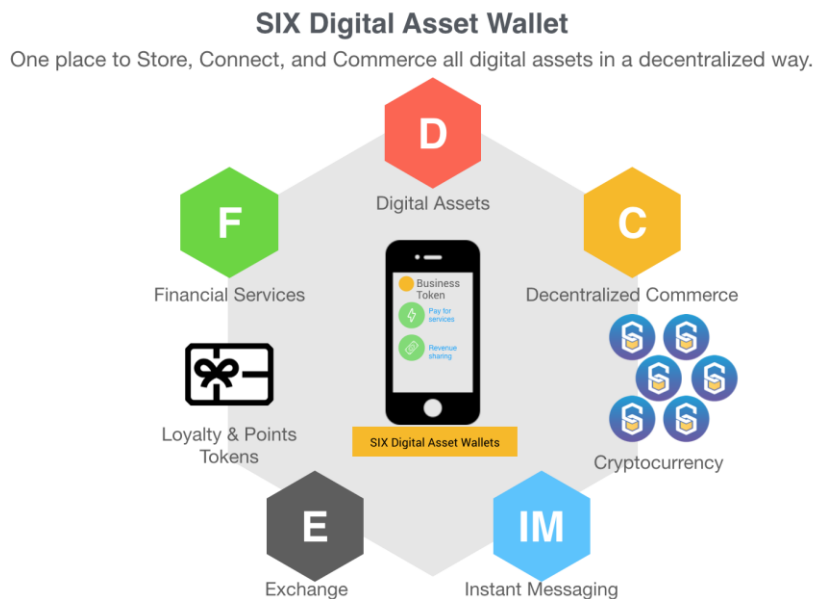 SIX Digital Asset Wallet
One place to Store, Connect, and Commerce all digital assets in a decentralized way.
D
Digital Assets
F
Financial Services
C
Decentralized Commerce
Business
Token
Pay for
services
Revenue
sharing
SIX Digital Asset Wallets
Loyalty & Points
Tokens
Cryptocurrency
E
Exchange
IM
Instant Messaging